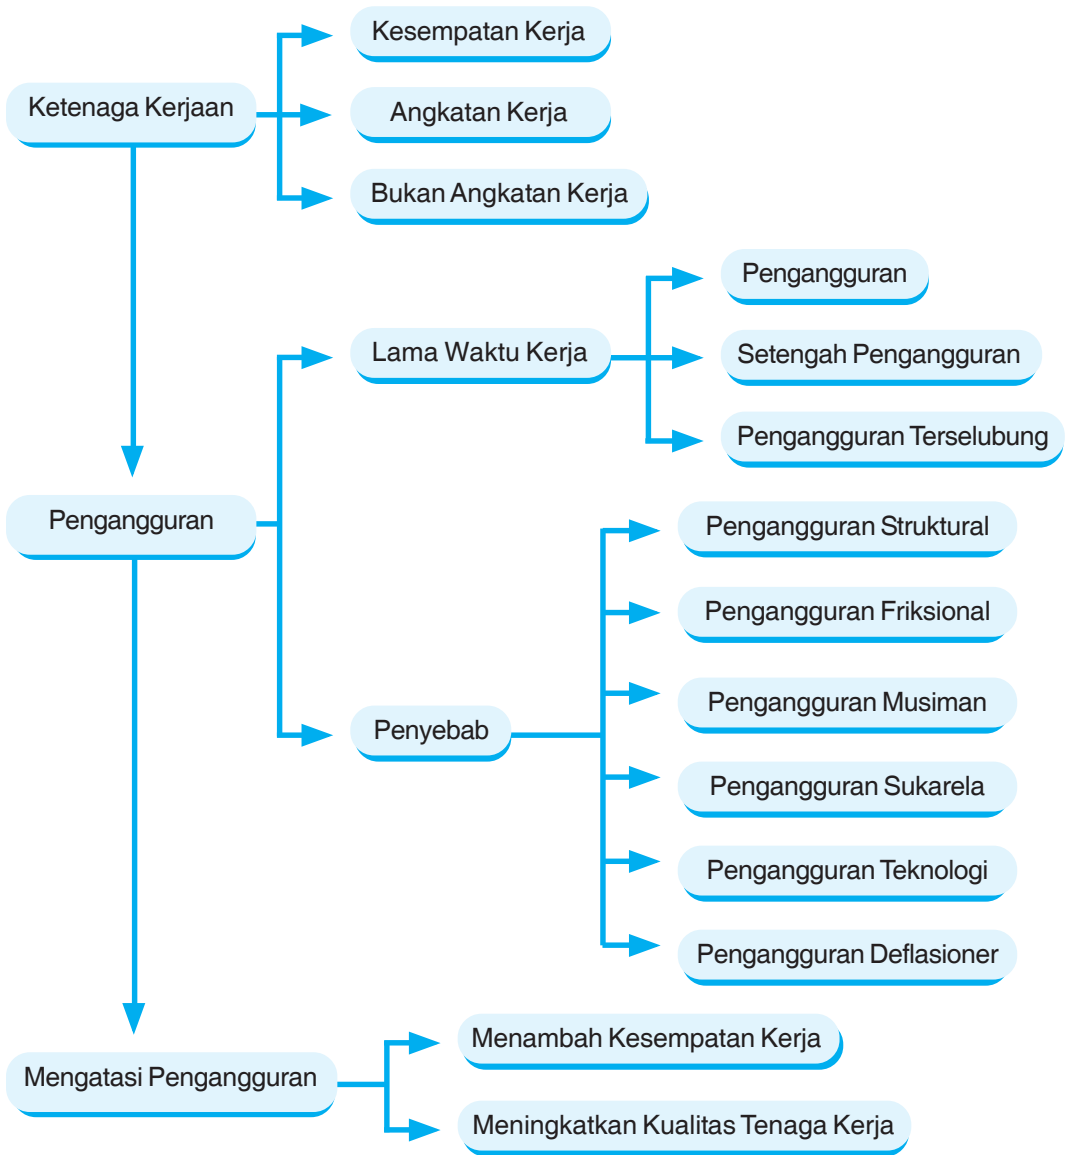 Ketenaga Kerjaan
Kesempatan Kerja
Angkatan Kerja
Bukan Angkatan Kerja
Pengangguran
Lama Waktu Kerja
Pengangguran
Setengah Pengangguran
Pengangguran Terselubung
Penyebab
Pengangguran Struktural
Pengangguran Friksional
Pengangguran Musiman
Pengangguran Sukarela
Pengangguran Teknologi
Pengangguran Deflasioner
Mengatasi Pengangguran
Menambah Kesempatan Kerja
Meningkatkan Kualitas Tenaga Kerja